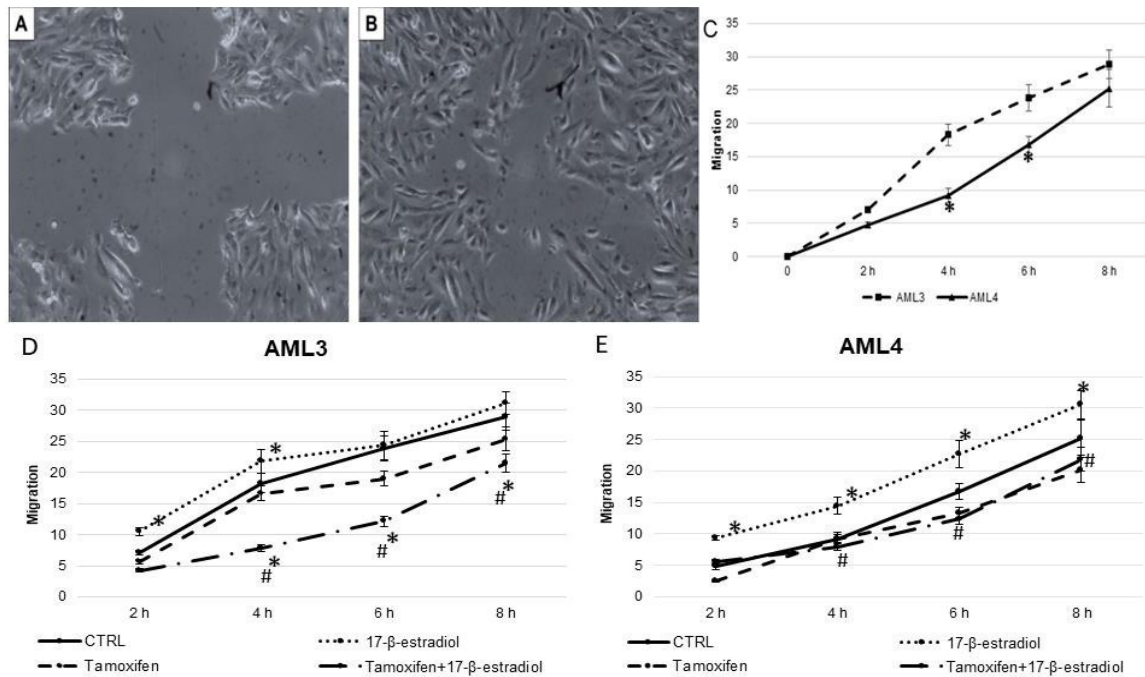 A
B
C
35
30
25
20
15
10
5
0
Migration
*
*
0 2 h 4 h 6 h 8 h
AML3 AML4
D
AML3
35
30
25
20
15
10
5
0
Migration
*
*
#*
#*
#*
2 h 4 h 6 h 8 h
CTRL 17-β-estradiol
Tamoxifen Tamoxifen+17-β-estradiol
E
AML4
35
30
25
20
15
10
5
0
Migration
*
*
*
*
#
#
#
2 h 4 h 6 h 8 h
CTRL 17-β-estradiol
Tamoxifen Tamoxifen+17-β-estradiol